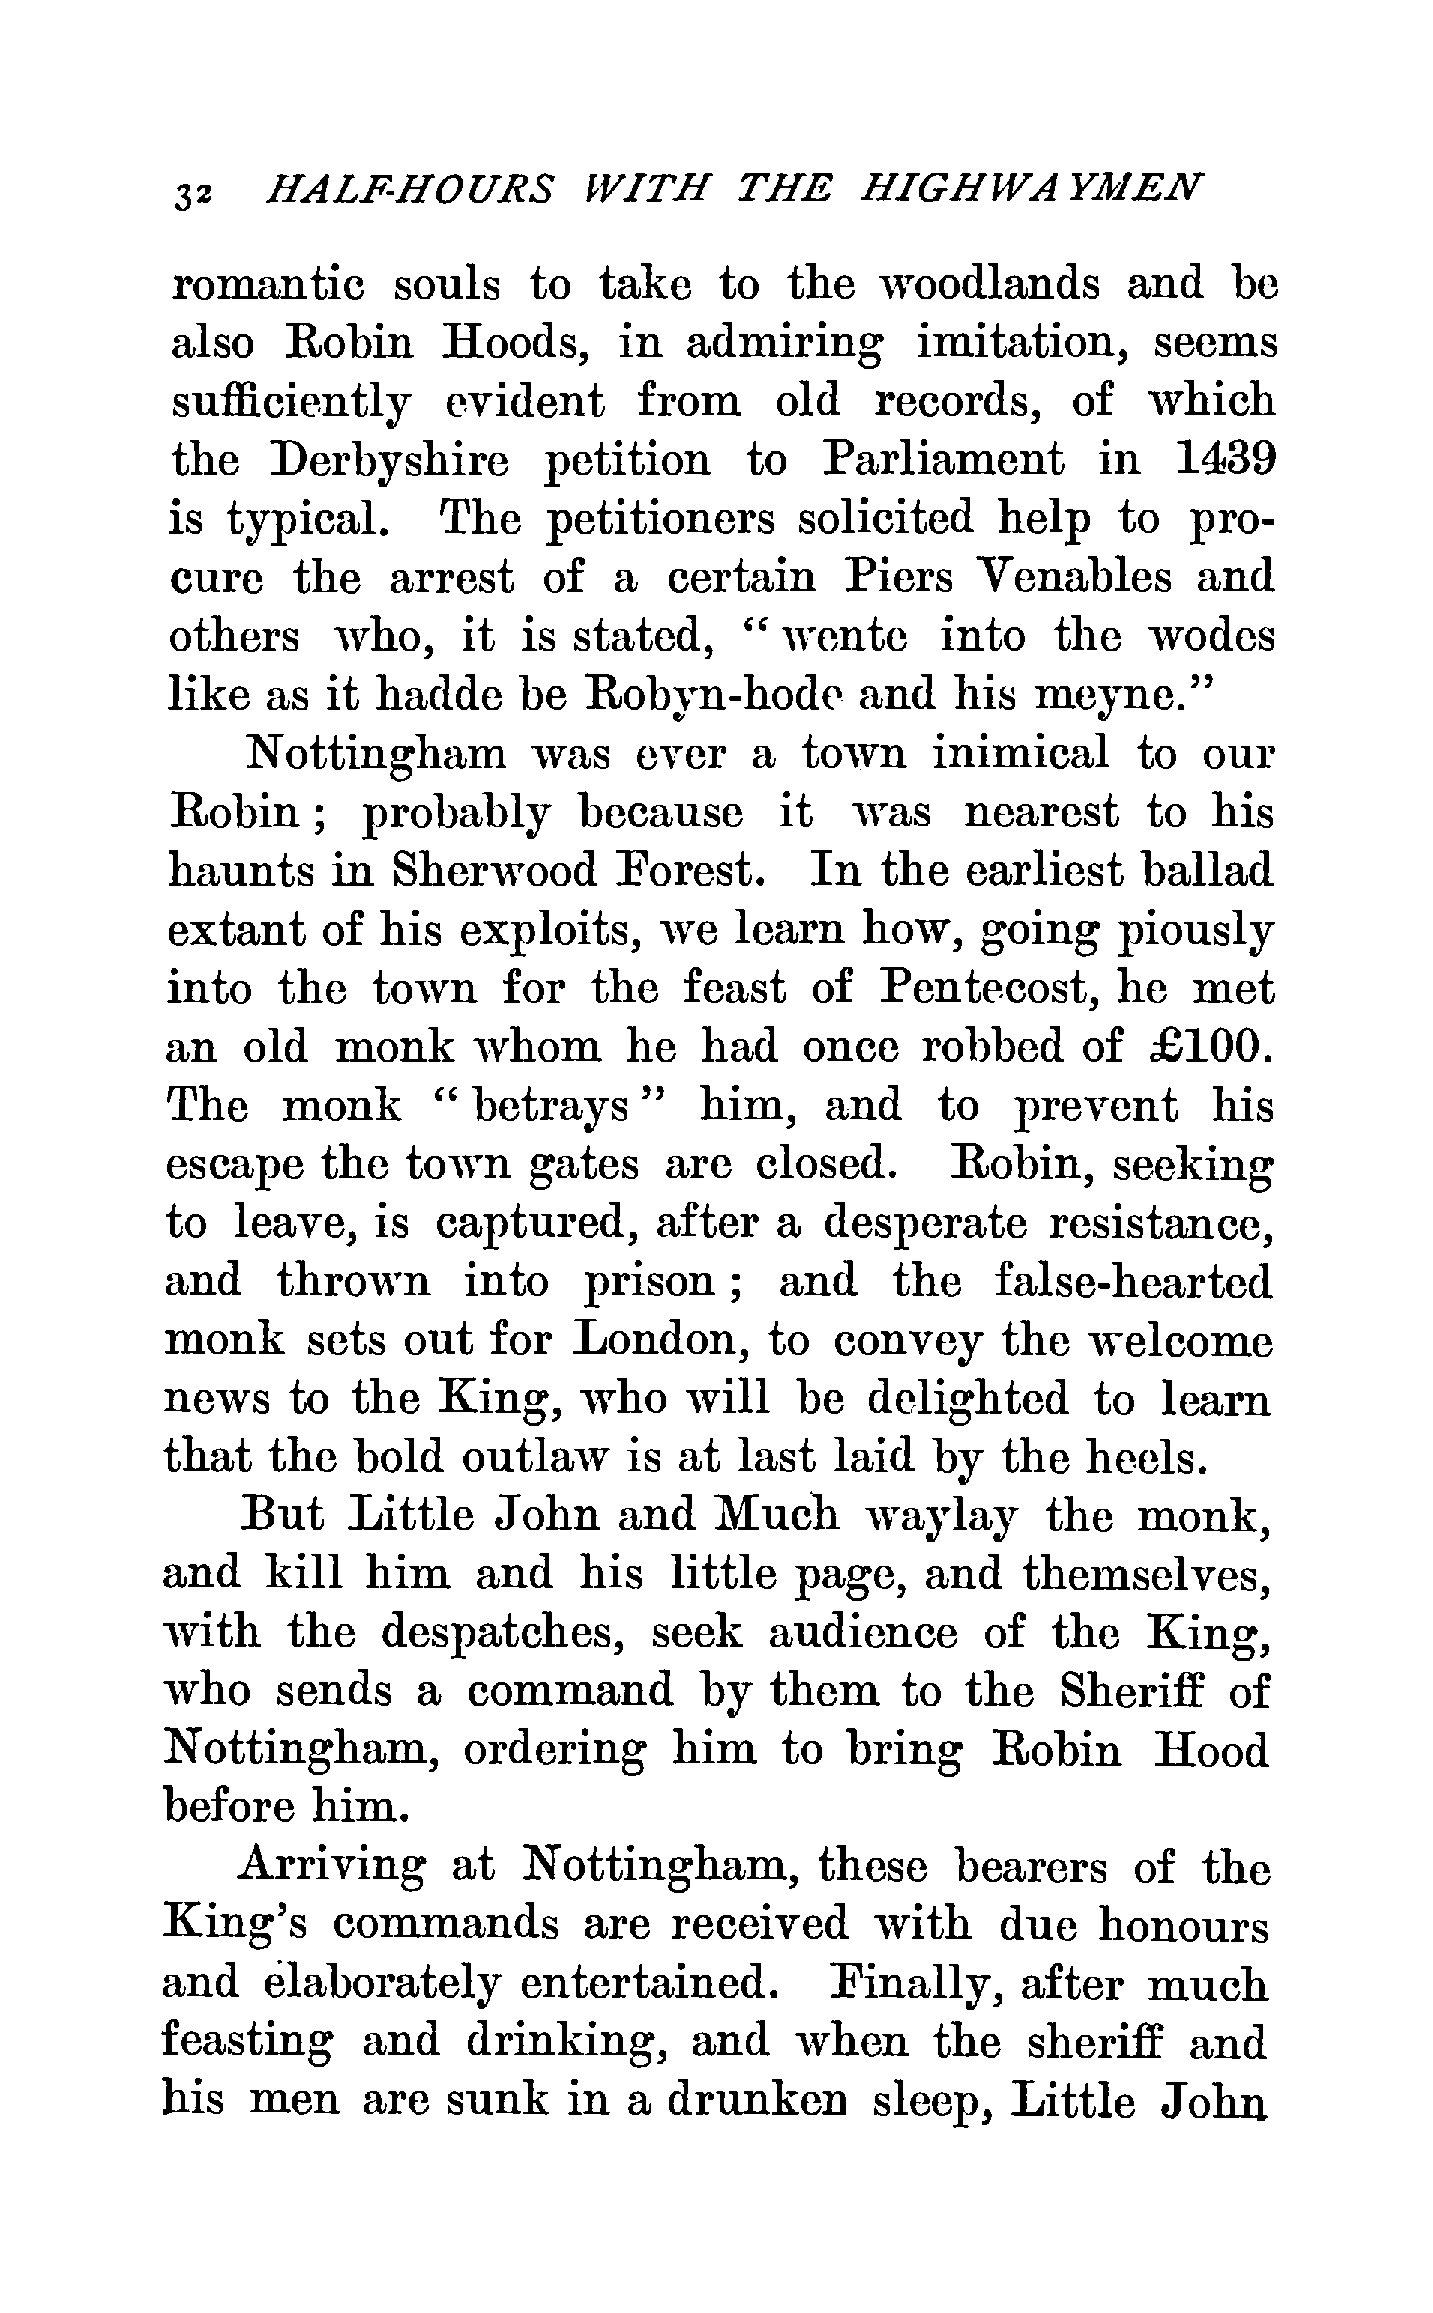 32 HALF-HOURS WITH THE HIGHWAYMEN
romantic souls to take to the woodlands and be
also Robin Hoods, in admiring imitation, seems
sufficiently evident from old records, of which
the Derbyshire petition to Parliament in 1439
is typical. The petitioners solicited help to pro-
cure the arrest of a certain Piers Venables and
others who, it is stated, “ wente into the wodes
like as it hadde be Robyn-hode and his meyne.”
Nottingham was ever a town inimical to our
Robin ; probably because it was nearest to his
haunts in Sherwood Forest. In the earliest ballad
extant of his exploits, we learn how, going piously
into the town for the feast of Pentecost, he met
an old monk whom he had once robbed of £100.
The monk “ betrays ” him, and to prevent his
escape the town gates are closed. Robin, seeking
to leave, is captured, after a desperate resistance,
and thrown into prison ; and the false-hearted
monk sets out for London, to convey the welcome
news to the King, who will be delighted to learn
that the bold outlaw is at last laid by the heels.
But Little John and Much waylay the monk,
and kill him and his little page, and themselves,
with the despatches, seek audience of the King,
who sends a command by them to the Sheriff of
Nottingham, ordering him to bring Robin Hood
before him.
Arriving at Nottingham, these bearers of the
King’s commands are received with due honours
and elaborately entertained. Finally, after much
feasting and drinking, and when the sheriff and
his men are sunk in a drunken sleep, Little John